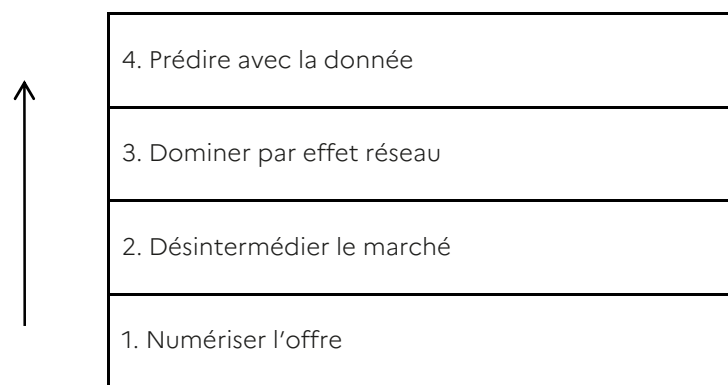 4. Prédire avec la donnée
3. Dominer par effet réseau
2. Désintermédier le marché
1. Numériser l'offre